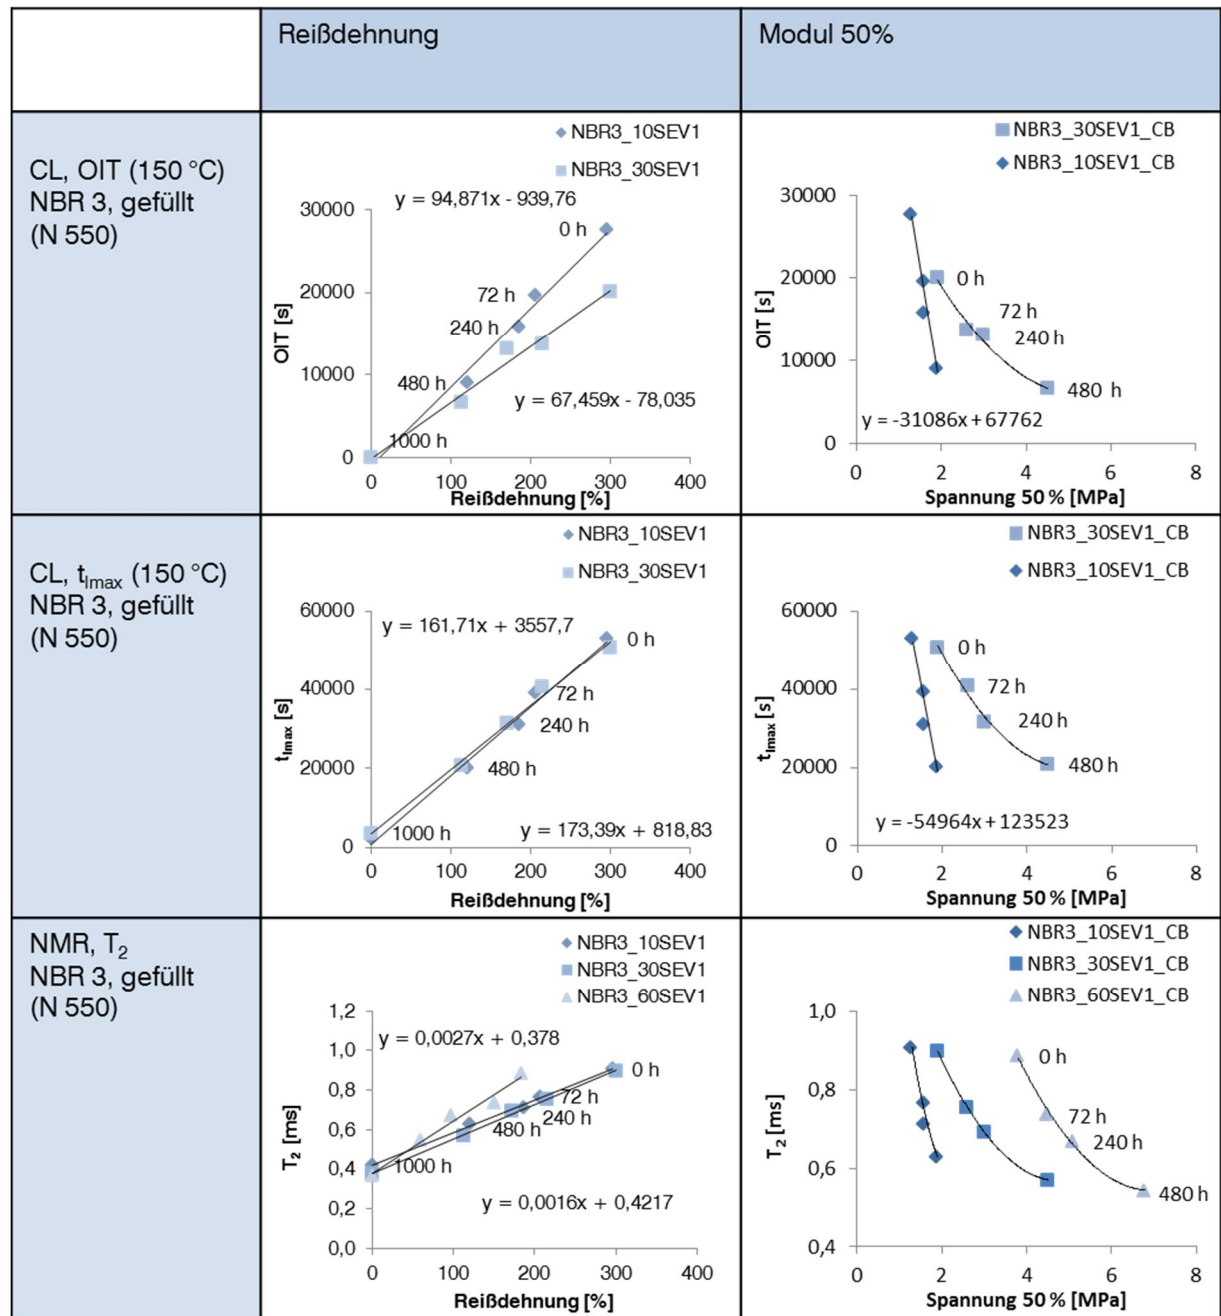 Reißdehnung
Modul 50%
CL, OIT (150 °C)
NBR 3, gefüllt
(N 550)
NBR3_10SEV1
NBR3_30SEV1
y = 94,871x - 939,76
30000
20000
10000
0
OIT [s]
0 h
72 h
240 h
480 h
1000 h
y = 67,459x - 78,035
0 100 200 300 400
Reißdehnung [%]
NBR3_30SEV1_CB
NBR3_10SEV1_CB
30000
20000
10000
0
OIT [s]
0 h
72 h
240 h
480 h
y = -31086x + 67762
0 2 4 6 8
Spannung 50 % [MPa]
CL, tImax (150 °C)
NBR 3, gefüllt
(N 550)
NBR3_10SEV1
NBR3_30SEV1
60000
40000
20000
0
tImax [s]
y = 161,71x + 3557,7
0 h
72 h
240 h
480 h
1000 h
y = 173,39x + 818,83
0 100 200 300 400
Reißdehnung [%]
NBR3_30SEV1_CB
NBR3_10SEV1_CB
60000
40000
20000
0
tImax [s]
0 h
72 h
240 h
480 h
y = -54964x + 123523
0 2 4 6 8
Spannung 50 % [MPa]
NMR, T2
NBR 3, gefüllt
(N 550)
NBR3_10SEV1
NBR3_30SEV1
NBR3_60SEV1
1,2
1,0
0,8
0,6
0,4
0,2
0,0
T2 [ms]
y = 0,0027x + 0,378
0 h
72 h
240 h
480 h
1000 h
y = 0,0016x + 0,4217
0 100 200 300 400
Reißdehnung [%]
NBR3_10SEV1_CB
NBR3_30SEV1_CB
NBR3_60SEV1_CB
1,0
0,8
0,6
0,4
T2 [ms]
0 h
72 h
240 h
480 h
0 2 4 6 8
Spannung 50 % [MPa]